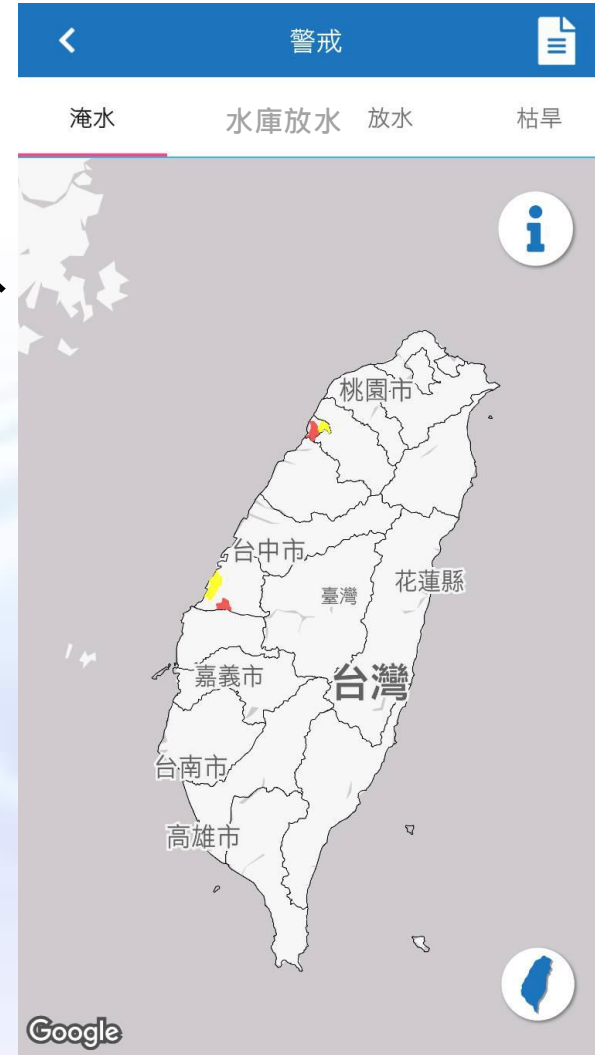 警戒
淹水 水庫放水 放水 枯旱
桃園市
台中市
花蓮縣
臺灣
嘉義市
台灣
台南市
高雄市
Google